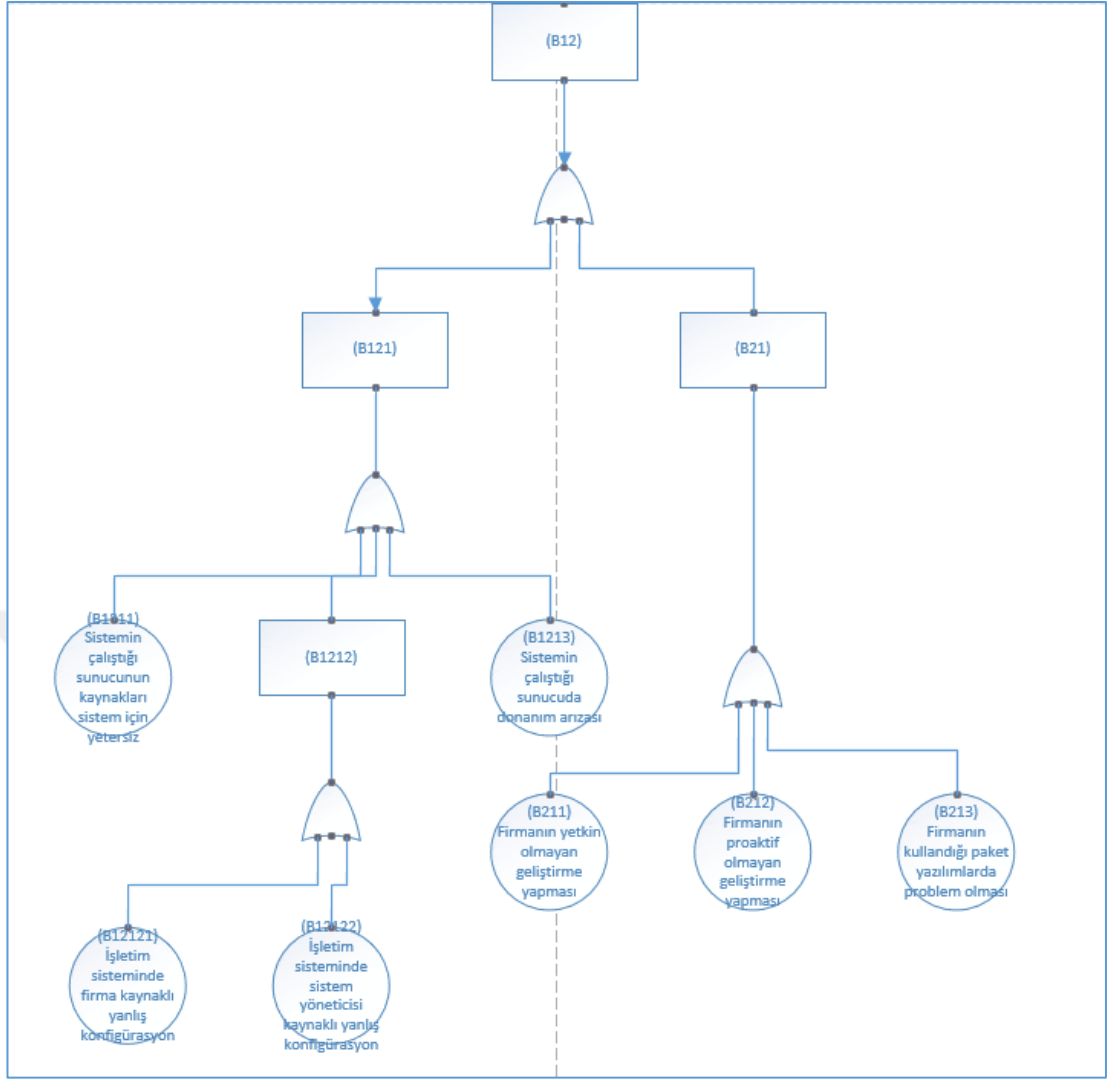 (B12)
(B121)
(B21)
(B1211)
Sistemin
çalıştığı
sunucunun
kaynakları
sistem için
yetersiz
(B1212)
(B1213)
Sistemin
çalıştığı
sunucuda
donanım arızası
(B211)
Firmanın yetkin
olmayan
geliştirme
yapması
(B212)
Firmanın
proaktif
olmayan
geliştirme
yapması
(B213)
Firmanın
kullandığı paket
yazılımlarda
problem olması
(B12121)
İşletim
sisteminde
firma kaynaklı
yanlış
konfigürasyon
(B12122)
İşletim
sisteminde
sistem
yöneticisi
kaynaklı yanlış
konfigürasyon